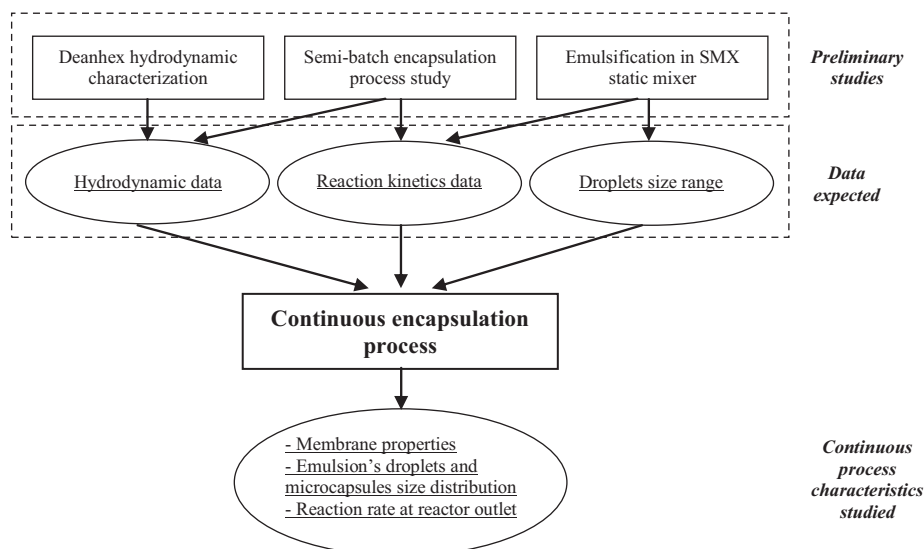 Deanhex hydrodynamic
characterization
Semi-batch encapsulation
process study
Emulsification in SMX
static mixer
Preliminary
studies
Hydrodynamic data
Reaction kinetics data
Droplets size range
Data
expected
Continuous encapsulation
process
- Membrane properties
- Emulsion's droplets and
microcapsules size distribution
- Reaction rate at reactor outlet
Continuous
process
characteristics
studied